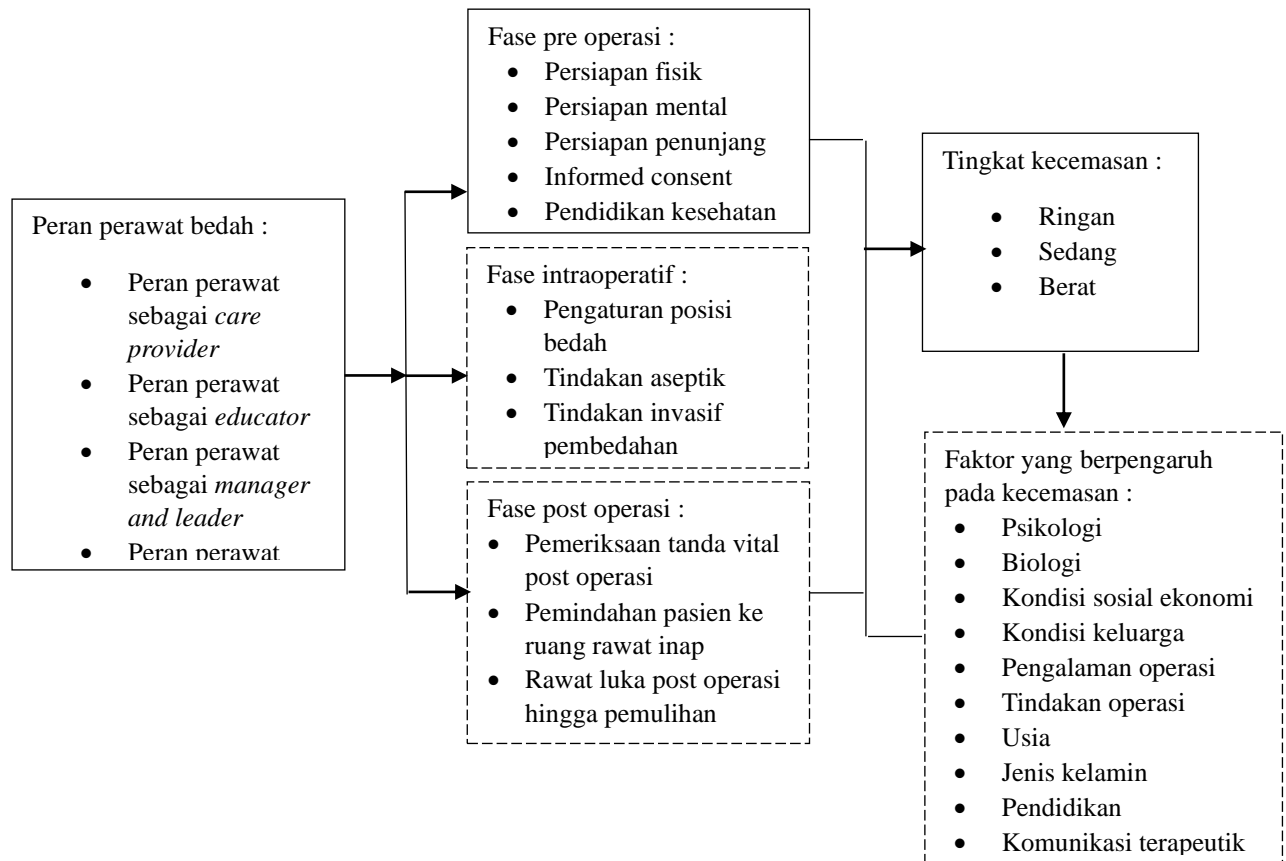 Peran perawat bedah :
• Peran perawat
sebagai care
provider
• Peran perawat
sebagai educator
• Peran perawat
sebagai manager
and leader
• Peran perawat
Fase pre operasi :
• Persiapan fisik
• Persiapan mental
• Persiapan penunjang
• Informed consent
• Pendidikan kesehatan
Fase intraoperatif :
• Pengaturan posisi
bedah
• Tindakan aseptik
• Tindakan invasif
pembedahan
Fase post operasi :
• Pemeriksaan tanda vital
post operasi
• Pemindahan pasien ke
ruang rawat inap
• Rawat luka post operasi
hingga pemulihan
Tingkat kecemasan :
• Ringan
• Sedang
• Berat
Faktor yang berpengaruh
pada kecemasan :
• Psikologi
• Biologi
• Kondisi sosial ekonomi
• Kondisi keluarga
• Pengalaman operasi
• Tindakan operasi
• Usia
• Jenis kelamin
• Pendidikan
• Komunikasi terapeutik